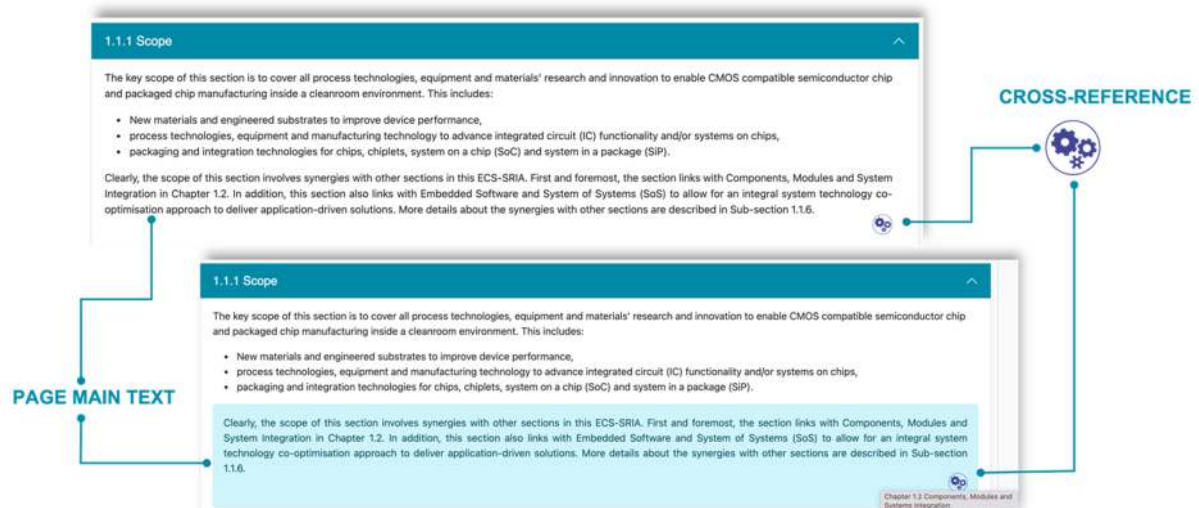 1.1.1 Scope
The key scope of this section is to cover all process technologies, equipment and materials' research and innovation to enable CMOS compatible semiconductor chip
and packaged chip manufacturing inside a cleanroom environment. This includes:
• New materials and engineered substrates to improve device performance,
• process technologies, equipment and manufacturing technology to advance integrated circuit (IC) functionality and/or systems on chips,
• packaging and integration technologies for chips, chiplets, system on a chip (SoC) and system in a package (SiP).
Clearly, the scope of this section involves synergies with other sections in this ECS-SRIA. First and foremost, the section links with Components, Modules and System
Integration in Chapter 1.2. In addition, this section also links with Embedded Software and System of Systems (SoS) to allow for an integral system technology co-
optimisation approach to deliver application-driven solutions. More details about the synergies with other sections are described in Sub-section 1.1.6.
CROSS-REFERENCE
1.1.1 Scope
The key scope of this section is to cover all process technologies, equipment and materials' research and innovation to enable CMOS compatible semiconductor chip
and packaged chip manufacturing inside a cleanroom environment. This includes:
• New materials and engineered substrates to improve device performance,
• process technologies, equipment and manufacturing technology to advance integrated circuit (IC) functionality and/or systems on chips,
• packaging and integration technologies for chips, chiplets, system on a chip (SoC) and system in a package (SiP).
PAGE MAIN TEXT
Clearly, the scope of this section involves synergies with other sections in this ECS-SRIA. First and foremost, the section links with Components, Modules and
System Integration in Chapter 1.2. In addition, this section also links with Embedded Software and System of Systems (SoS) to allow for an integral system
technology co-optimisation approach to deliver application-driven solutions. More details about the synergies with other sections are described in Sub-section
1.1.6.
Chapter 1.2 Components, Modules and
Systems Integration